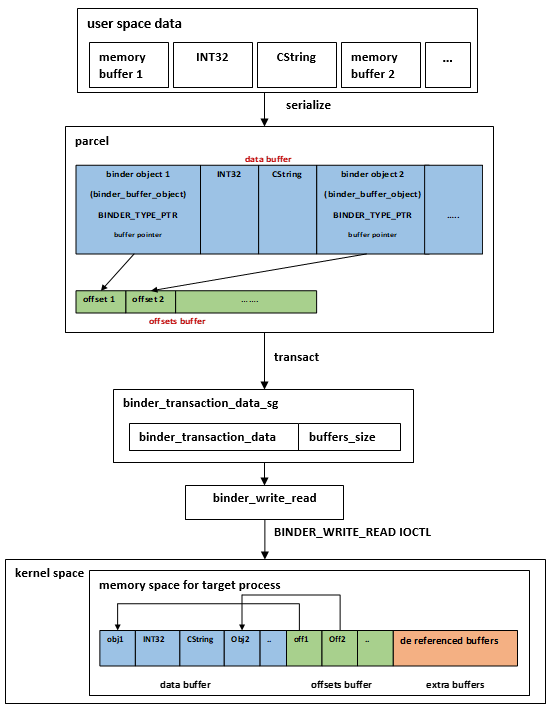 user space data
memory
buffer 1
INT32
CString
memory
buffer 2
...
serialize
parcel
data buffer
binder object 1
(binder_buffer_object)
BINDER_TYPE_PTR
buffer pointer
INT32
CString
binder object 2
(binder_buffer_object)
BINDER_TYPE_PTR
buffer pointer
.....
offset 1
offset 2
.......
offsets buffer
transact
binder_transaction_data_sg
binder_transaction_data
buffers_size
binder_write_read
BINDER_WRITE_READ IOCTL
kernel space
memory space for target process
obj1
INT32
CString
Obj2
..
off1
Off2
..
de referenced buffers
data buffer
offsets buffer
extra buffers